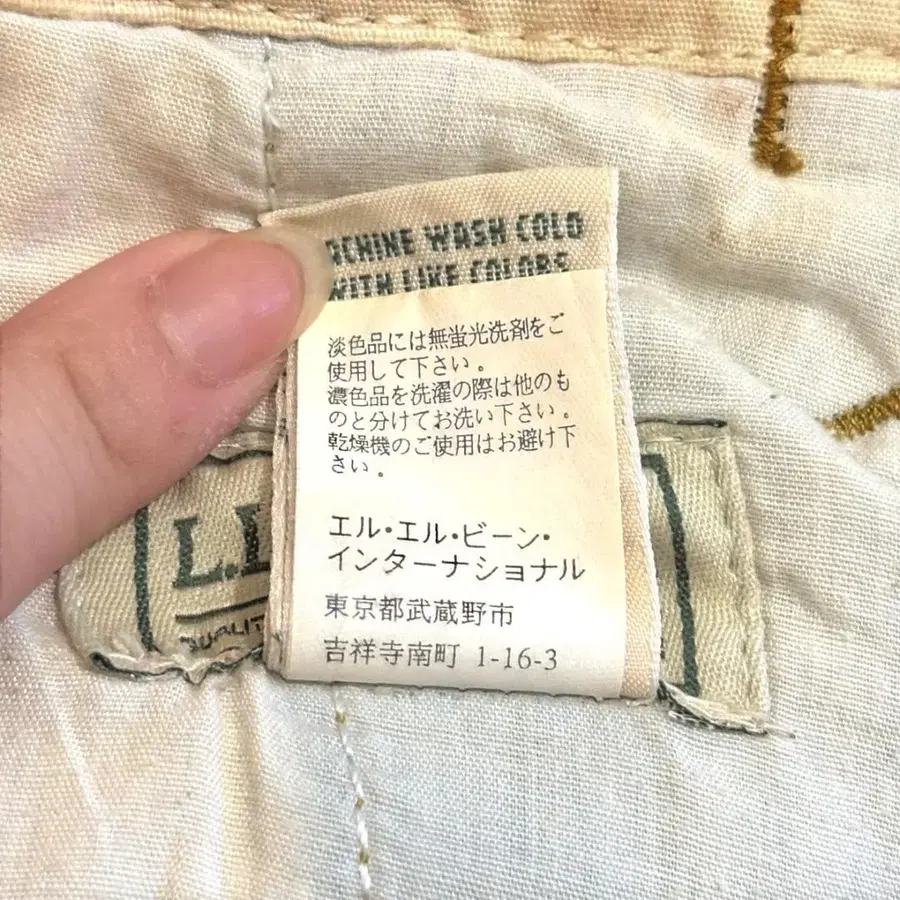 WASH COLD
WITH LIKE COLORS
淡色品には無蛍光洗剤をご
使用して下さい。
濃色品を洗濯の際は他のも
のと分けてお洗い下さい。
乾燥機のご使用はお避け下
さい。
エル・エル・ビーン・
インターナショナル
東京都武蔵野市
吉祥寺南町 1-16-3
L.L